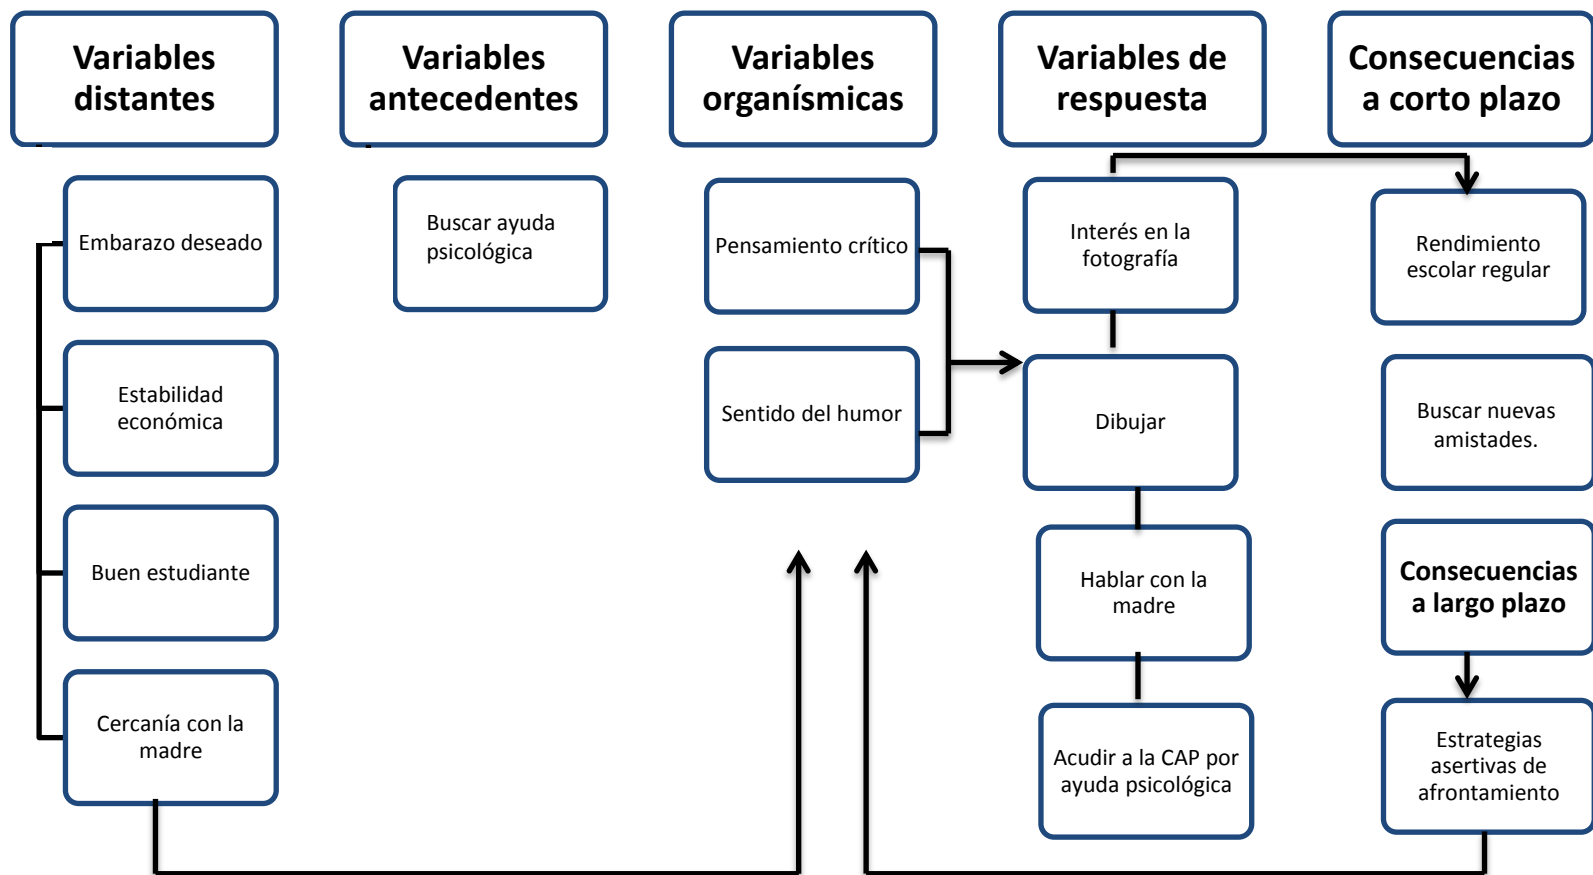 Variables
distantes
Variables
antecedentes
Variables
organísmicas
Variables de
respuesta
Consecuencias
a corto plazo
Embarazo deseado
Estabilidad
económica
Buen estudiante
Cercanía con la
madre
Buscar ayuda
psicológica
Pensamiento crítico
Sentido del humor
Interés en la
fotografía
Dibujar
Hablar con la
madre
Acudir a la CAP por
ayuda psicológica
Rendimiento
escolar regular
Buscar nuevas
amistades.
Consecuencias
a largo plazo
Estrategias
asertivas de
afrontamiento